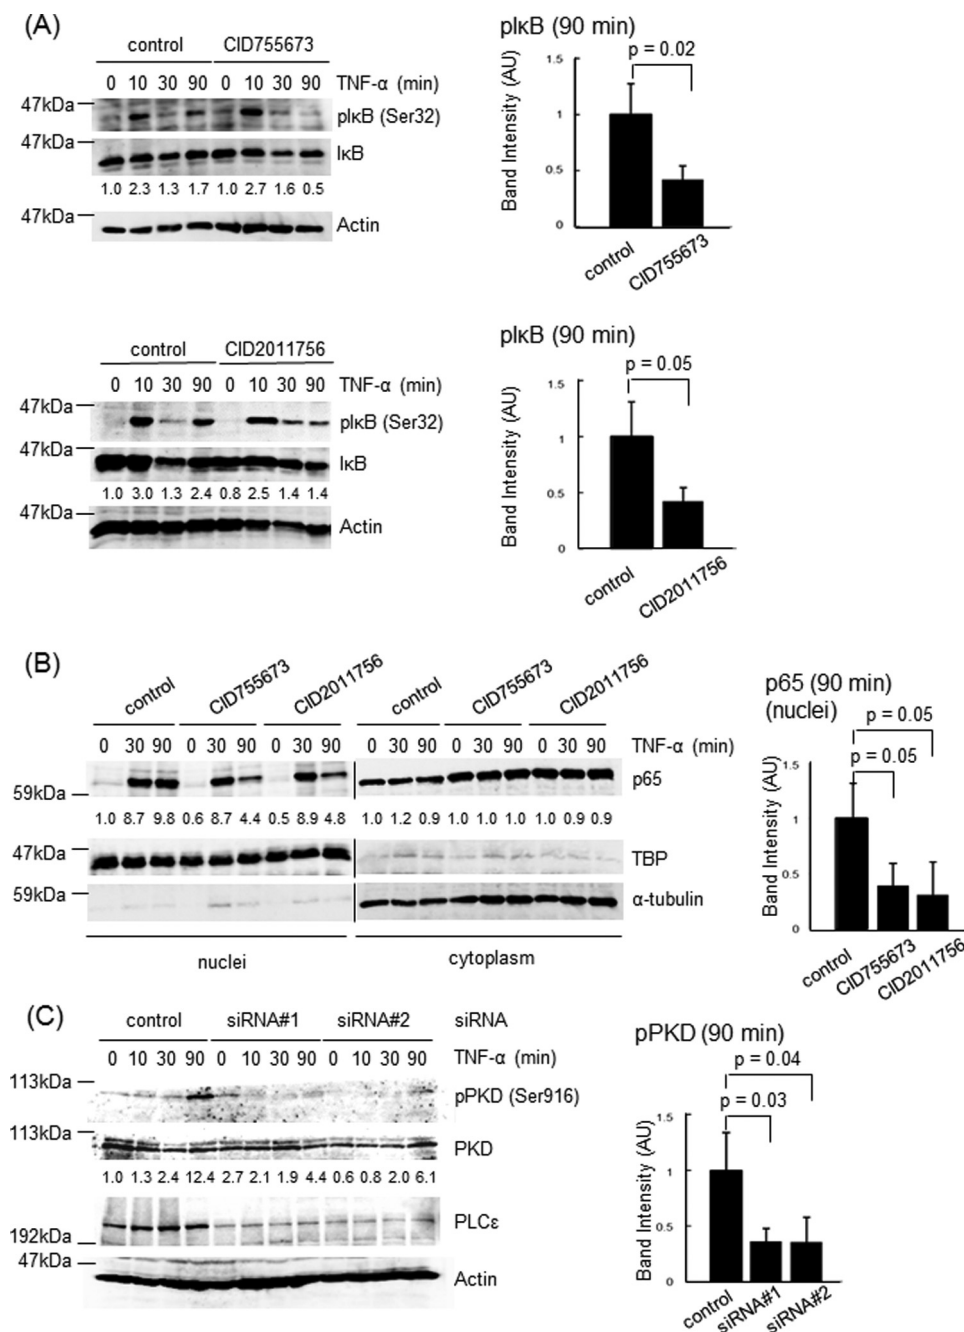 (A)
control CID755673
0 10 30 90 0 10 30 90 TNF-α (min)
47kDa
pIκB (Ser32)
47kDa
IκB
1.0 2.3 1.3 1.7 1.0 2.7 1.6 0.5
47kDa
Actin
pIκB (90 min)
p = 0.02
Band Intensity (AU)
1.5
1
0.5
0
control
CID755673
control CID2011756
0 10 30 90 0 10 30 90 TNF-α (min)
47kDa
pIκB (Ser32)
47kDa
IκB
1.0 3.0 1.3 2.4 0.8 2.5 1.4 1.4
47kDa
Actin
pIκB (90 min)
p = 0.05
Band Intensity (AU)
1.5
1
0.5
0
control
CID2011756
(B)
control CID755673 CID2011756 control CID755673 CID2011756
0 30 90 0 30 90 0 30 90 0 30 90 0 30 90 0 30 90 TNF-α (min)
p65
59kDa
1.0 8.7 9.8 0.6 8.7 4.4 0.5 8.9 4.8 1.0 1.2 0.9 1.0 1.0 1.0 1.0 0.9 0.9
47kDa
TBP
59kDa
α-tubulin
nuclei cytoplasm
p65 (90 min)
(nuclei)
p = 0.05
p = 0.05
Band Intensity (AU)
1.5
1
0.5
0
control
CID755673
CID2011756
(C)
control siRNA#1 siRNA#2 siRNA
0 10 30 90 0 10 30 90 0 10 30 90 TNF-α (min)
113kDa
pPKD (Ser916)
113kDa
PKD
1.0 1.3 2.4 12.4 2.7 2.1 1.9 4.4 0.6 0.8 2.0 6.1
PLCε
192kDa
47kDa
Actin
pPKD (90 min)
p = 0.04
p = 0.03
Band Intensity (AU)
1.5
1
0.5
0
control
siRNA#1
siRNA#2